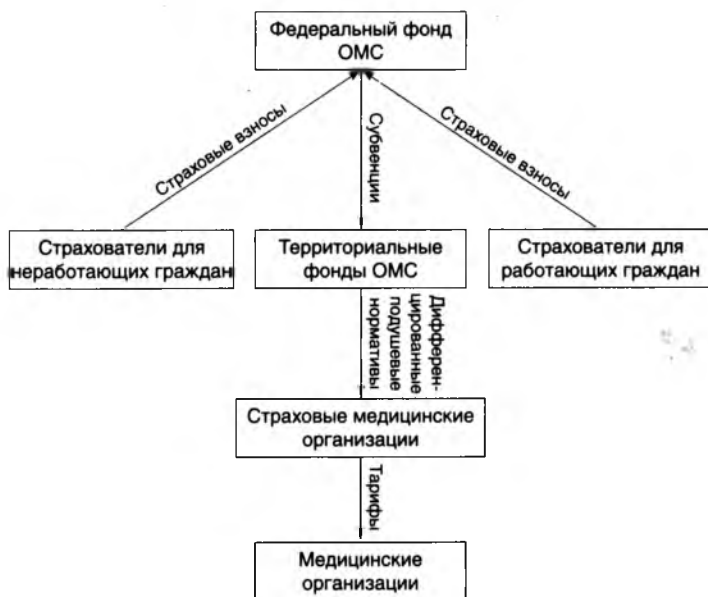 Федеральный фонд
ОМС
Страховые взносы
Субвенции
Страховые взносы
Страхователи для
неработающих граждан
Территориальные
фонды ОМС
Страхователи для
работающих граждан
Дифферен-
цированные
подушевые
нормативы
Страховые медицинские
организации
Тарифы
Медицинские
организации